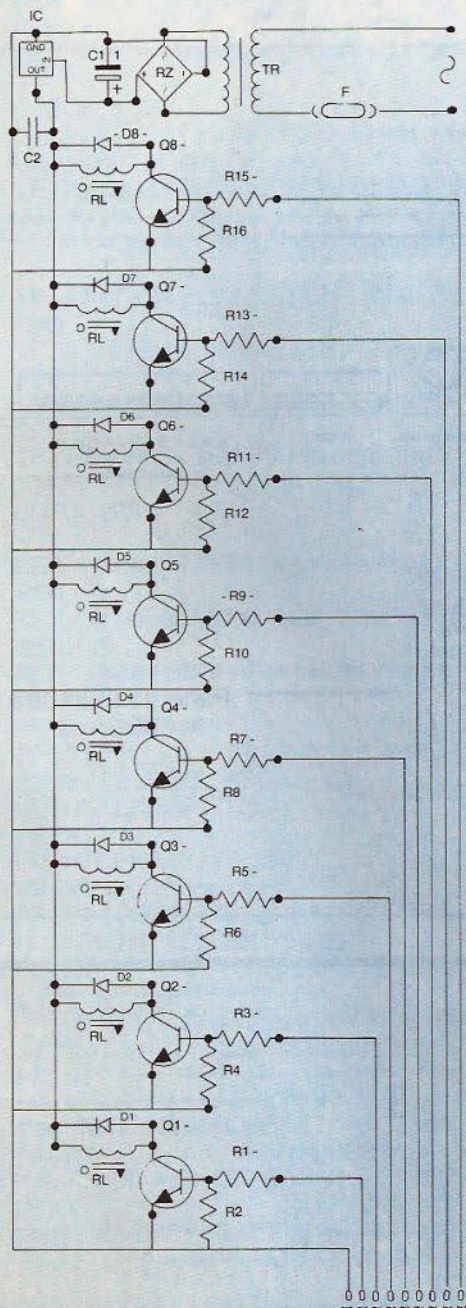 IC
GND
IN
OUT
C1 1
+
RZ
TR
F
C2
- D8 -
Q8 -
RL
R15 -
R16
D7
Q7 -
RL
R13 -
R14
D6
Q6 -
RL
R11 -
R12
D5
Q5
RL
- R9 -
R10
D4
Q4 -
RL
R7 -
R8
D3
Q3 -
RL
R5 -
R6
D2
Q2 -
RL
R3 -
R4
D1
Q1 -
RL
R1 -
R2